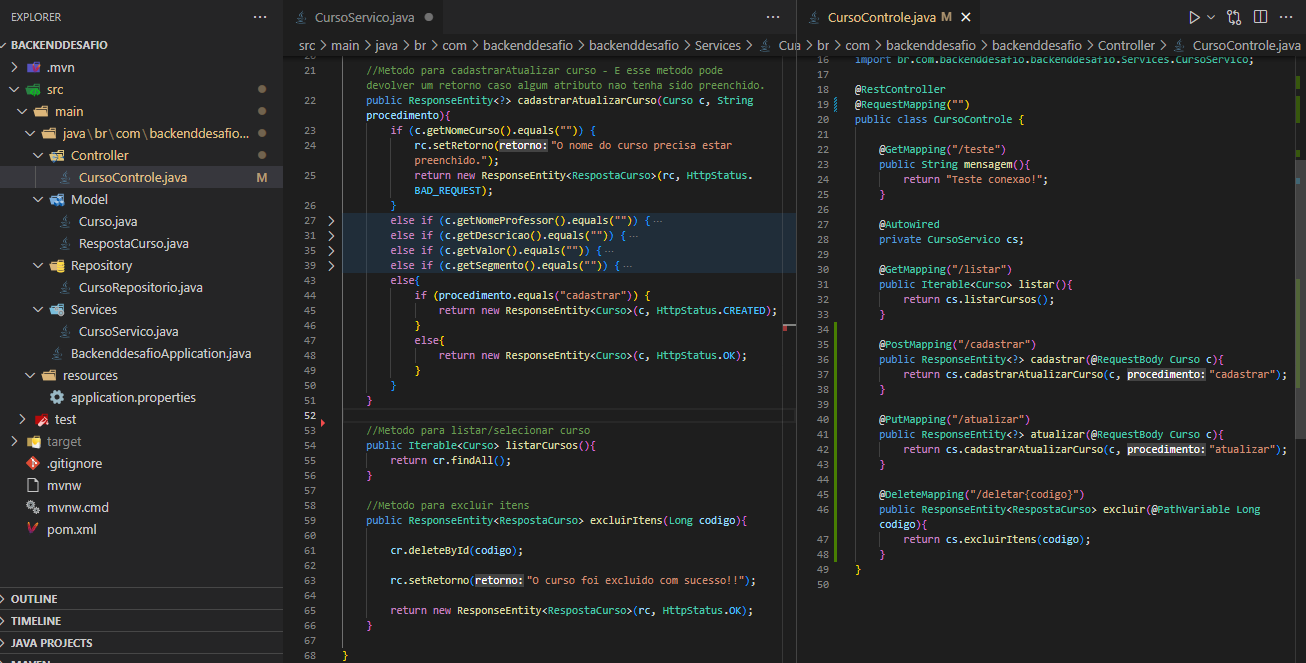 EXPLORER
BACKENDDESAFIO
.mvn
src
main
java\br\com\backenddesafio...
Controller
CursoControle.java M
Model
Curso.java
RespostaCurso.java
Repository
CursoRepositorio.java
Services
CursoServico.java
BackenddesafioApplication.java
resources
application.properties
test
target
.gitignore
mvnw
mvnw.cmd
pom.xml
OUTLINE
TIMELINE
JAVA PROJECTS
MAVEN
CursoServico.java
src > main > java > br > com > backenddesafio > backenddesafio > Services > Cu
21 //Metodo para cadastrarAtualizar curso - E esse metodo pode
devolver um retorno caso algum atributo nao tenha sido preenchido.
22 public ResponseEntity<?> cadastrarAtualizarCurso(Curso c, String
procedimento){
23 if (c.getNomeCurso().equals("")) {
24 rc.setRetorno(retorno:"O nome do curso precisa estar
preenchido.");
25 return new ResponseEntity<RespostaCurso>(rc, HttpStatus.
BAD_REQUEST);
26 }
27 else if (c.getNomeProfessor().equals("")) {···
31 else if (c.getDescricao().equals("")) {···
35 else if (c.getValor().equals("")) {···
39 else if (c.getSegmento().equals("")) {···
43 else{
44 if (procedimento.equals("cadastrar")) {
45 return new ResponseEntity<Curso>(c, HttpStatus.CREATED);
46 }
47 else{
48 return new ResponseEntity<Curso>(c, HttpStatus.OK);
49 }
50 }
51 }
52
53 //Metodo para listar/selecionar curso
54 public Iterable<Curso> listarCursos(){
55 return cr.findAll();
56 }
57
58 //Metodo para excluir itens
59 public ResponseEntity<RespostaCurso> excluirItens(Long codigo){
60
61 cr.deleteById(codigo);
62
63 rc.setRetorno(retorno:"O curso foi excluido com sucesso!!");
64
65 return new ResponseEntity<RespostaCurso>(rc, HttpStatus.OK);
66 }
67
68 }
CursoControle.java M
br > com > backenddesafio > backenddesafio > Controller > CursoControle.java
16 import br.com.backenddesafio.backenddesafio.Services.CursoServico;
17
18 @RestController
19 @RequestMapping("")
20 public class CursoControle {
21
22 @GetMapping("/teste")
23 public String mensagem(){
24 return "Teste conexao!";
25 }
26
27 @Autowired
28 private CursoServico cs;
29
30 @GetMapping("/listar")
31 public Iterable<Curso> listar(){
32 return cs.listarCursos();
33 }
34
35 @PostMapping("/cadastrar")
36 public ResponseEntity<?> cadastrar(@RequestBody Curso c){
37 return cs.cadastrarAtualizarCurso(c, procedimento:"cadastrar");
38 }
39
40 @PutMapping("/atualizar")
41 public ResponseEntity<?> atualizar(@RequestBody Curso c){
42 return cs.cadastrarAtualizarCurso(c, procedimento:"atualizar");
43 }
44
45 @DeleteMapping("/deletar{codigo}")
46 public ResponseEntity<RespostaCurso> excluir(@PathVariable Long
codigo){
47 return cs.excluirItens(codigo);
48 }
49 }
50